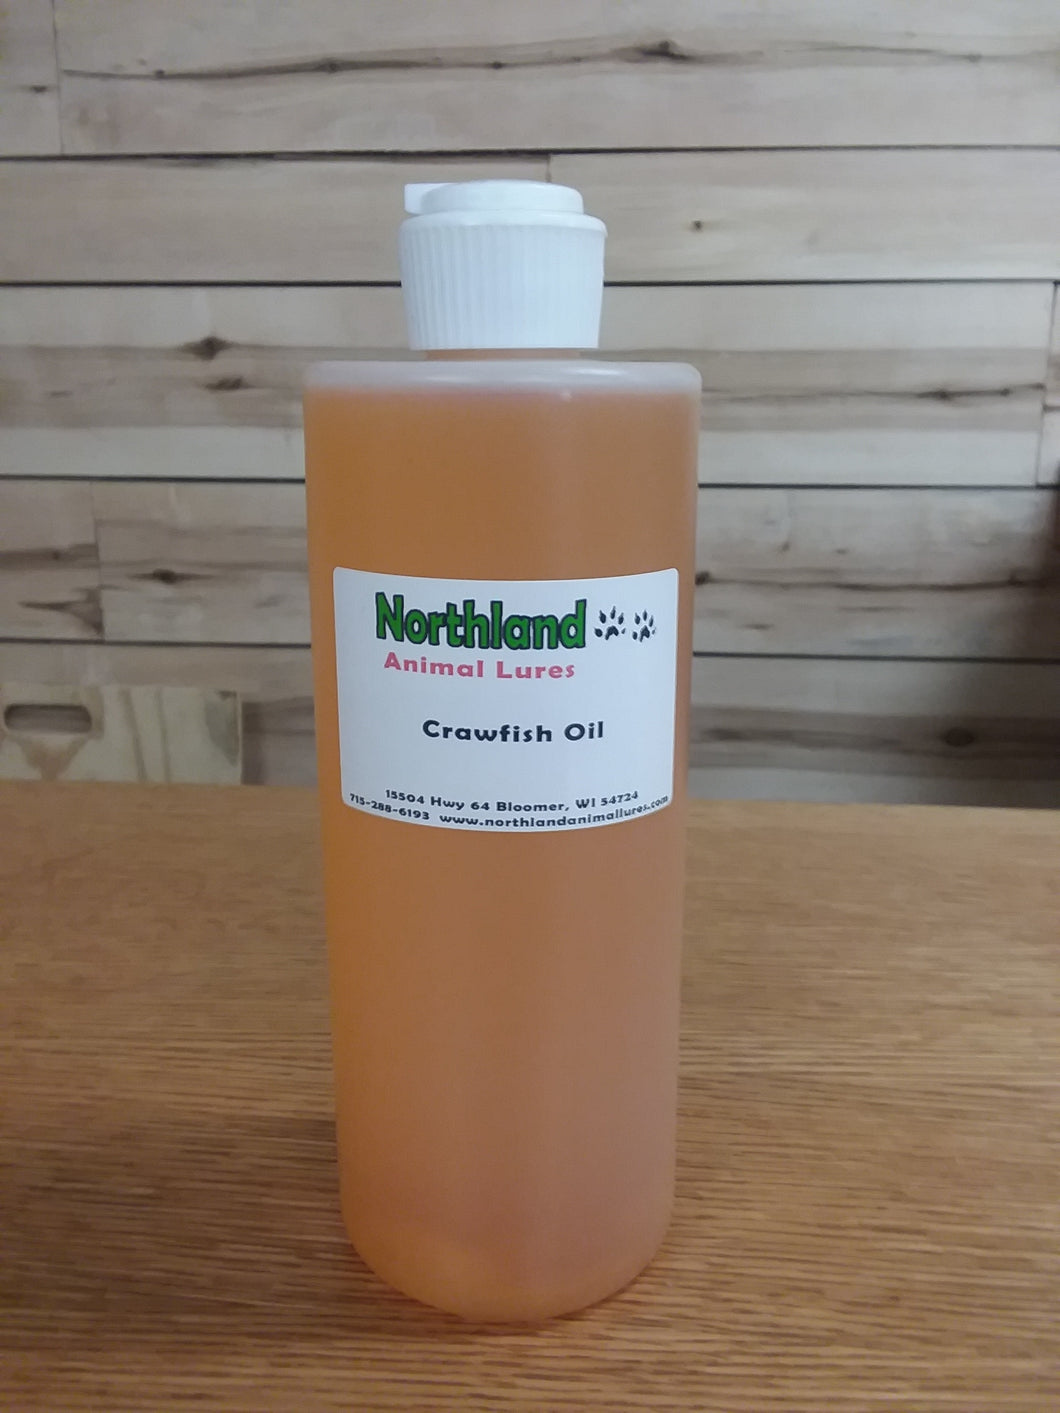 Northland
Animal Lures
Crawfish Oil
15504 Hwy 64 Bloomer, WI 54724
715-288-6193 www.northlandanimallures.com